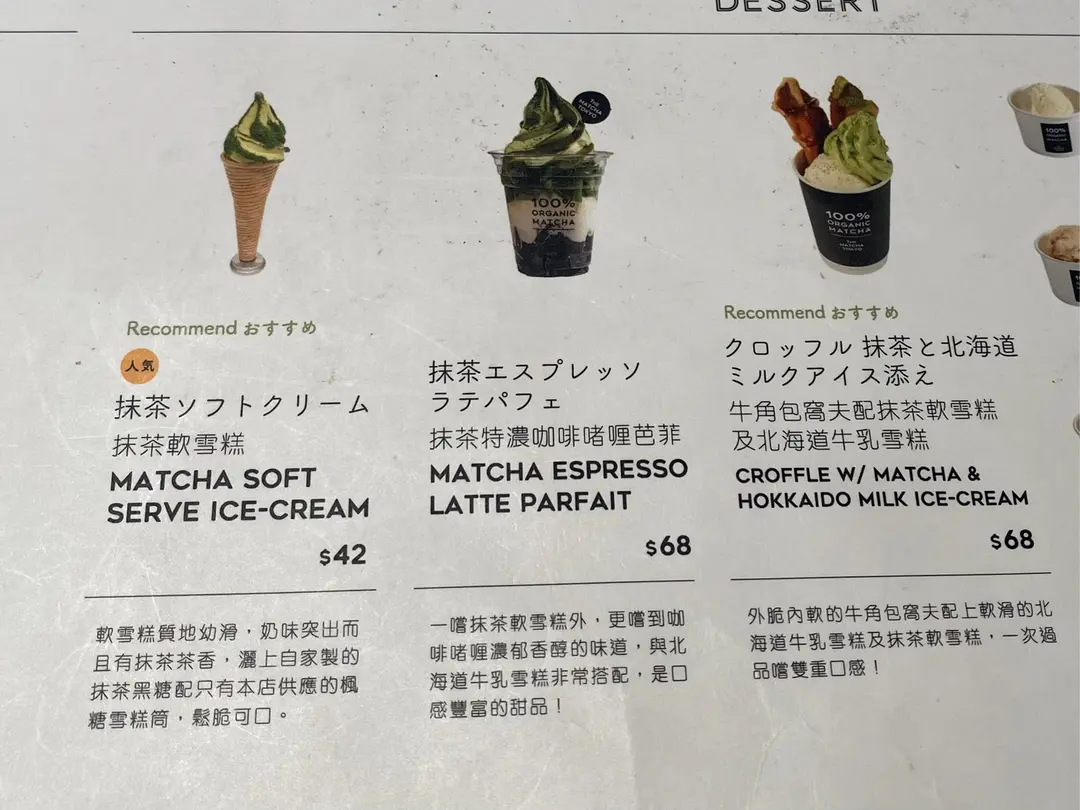 DESSERT
THE
MATCHA
TOKYO
100%
ORGANIC
MATCHA
100%
ORGANIC
MATCHA
THE
MATCHA
TOKYO
100%
Recommend おすすめ
人気
抹茶ソフトクリーム
抹茶軟雪糕
MATCHA SOFT
SERVE ICE-CREAM
$42
軟雪糕質地幼滑，奶味突出而
且有抹茶茶香，灑上自家製的
抹茶黑糖配只有本店供應的楓
糖雪糕筒，鬆脆可口。
抹茶エスプレッソ
ラテパフェ
抹茶特濃咖啡啫喱芭菲
MATCHA ESPRESSO
LATTE PARFAIT
$68
一嚐抹茶軟雪糕外，更嚐到咖
啡啫喱濃郁香醇的味道，與北
海道牛乳雪糕非常搭配，是口
感豐富的甜品！
Recommend おすすめ
クロッフル 抹茶と北海道
ミルクアイス添え
牛角包窩夫配抹茶軟雪糕
及北海道牛乳雪糕
CROFFLE W/ MATCHA &
HOKKAIDO MILK ICE-CREAM
$68
外脆內軟的牛角包窩夫配上軟滑的北
海道牛乳雪糕及抹茶軟雪糕，一次過
品嚐雙重口感！